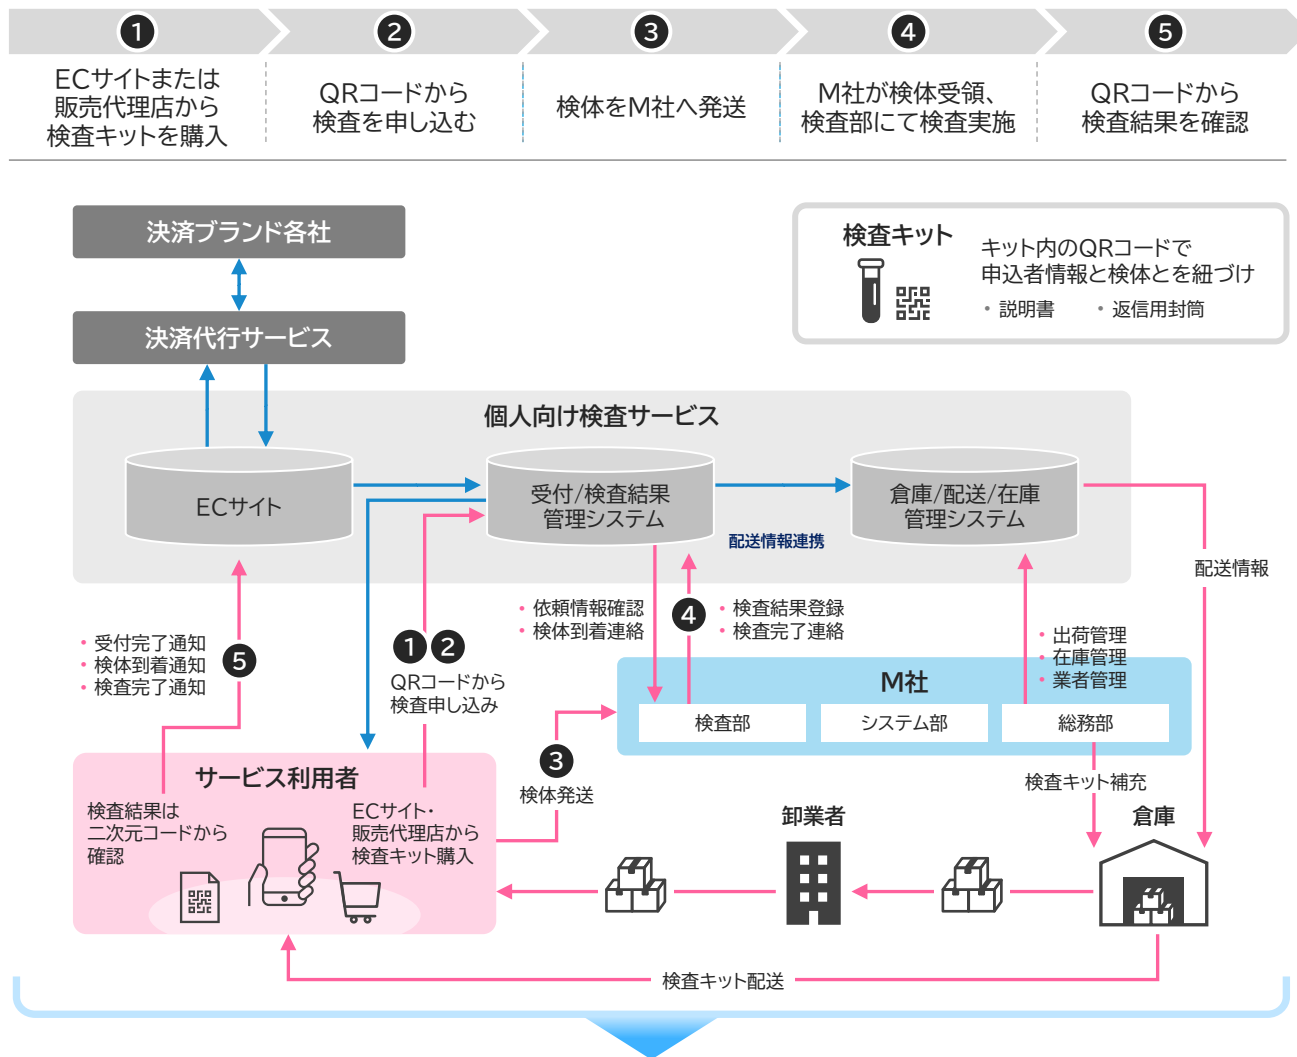 1
2
3
4
5
ECサイトまたは
販売代理店から
検査キットを購入
QRコードから
検査を申し込む
検体をM社へ発送
M社が検体受領、
検査部にて検査実施
QRコードから
検査結果を確認
決済ブランド各社
決済代行サービス
検査キット
キット内のQRコードで
申込者情報と検体とを紐づけ
・説明書
・返信用封筒
個人向け検査サービス
ECサイト
受付/検査結果
管理システム
倉庫/配送/在庫
管理システム
配送情報連携
配送情報
・受付完了通知
・検体到着通知
・検査完了通知
5
1 2
QRコードから
検査申し込み
・依頼情報確認
・検体到着連絡
4
・検査結果登録
・検査完了連絡
・出荷管理
・在庫管理
・業者管理
M社
検査部
システム部
総務部
3
検体発送
検査キット補充
サービス利用者
検査結果は
二次元コードから
確認
ECサイト・
販売代理店から
検査キット購入
卸業者
倉庫
検査キット配送